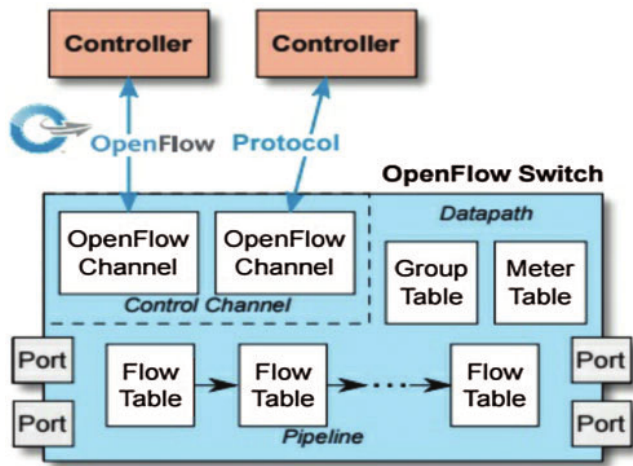 Controller
Controller
OpenFlow
Protocol
OpenFlow Switch
Datapath
OpenFlow
Channel
OpenFlow
Channel
Control Channel
Group
Table
Meter
Table
Port
Port
Flow
Table
Flow
Table
Flow
Table
Pipeline
Port
Port